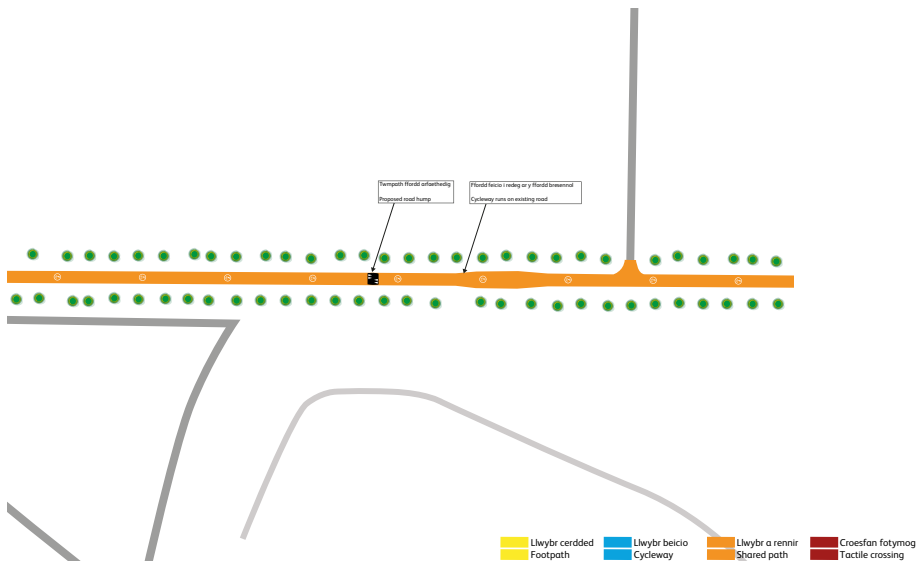 Twmpath ffordd arfaethedig
Proposed road hump
Ffordd feicio i redeg ar y ffordd bresennol
Cycleway runs on existing road
Llwybr cerdded
Footpath
Llwybr beicio
Cycleway
Llwybr a rennir
Shared path
Croesfan fotymog
Tactile crossing